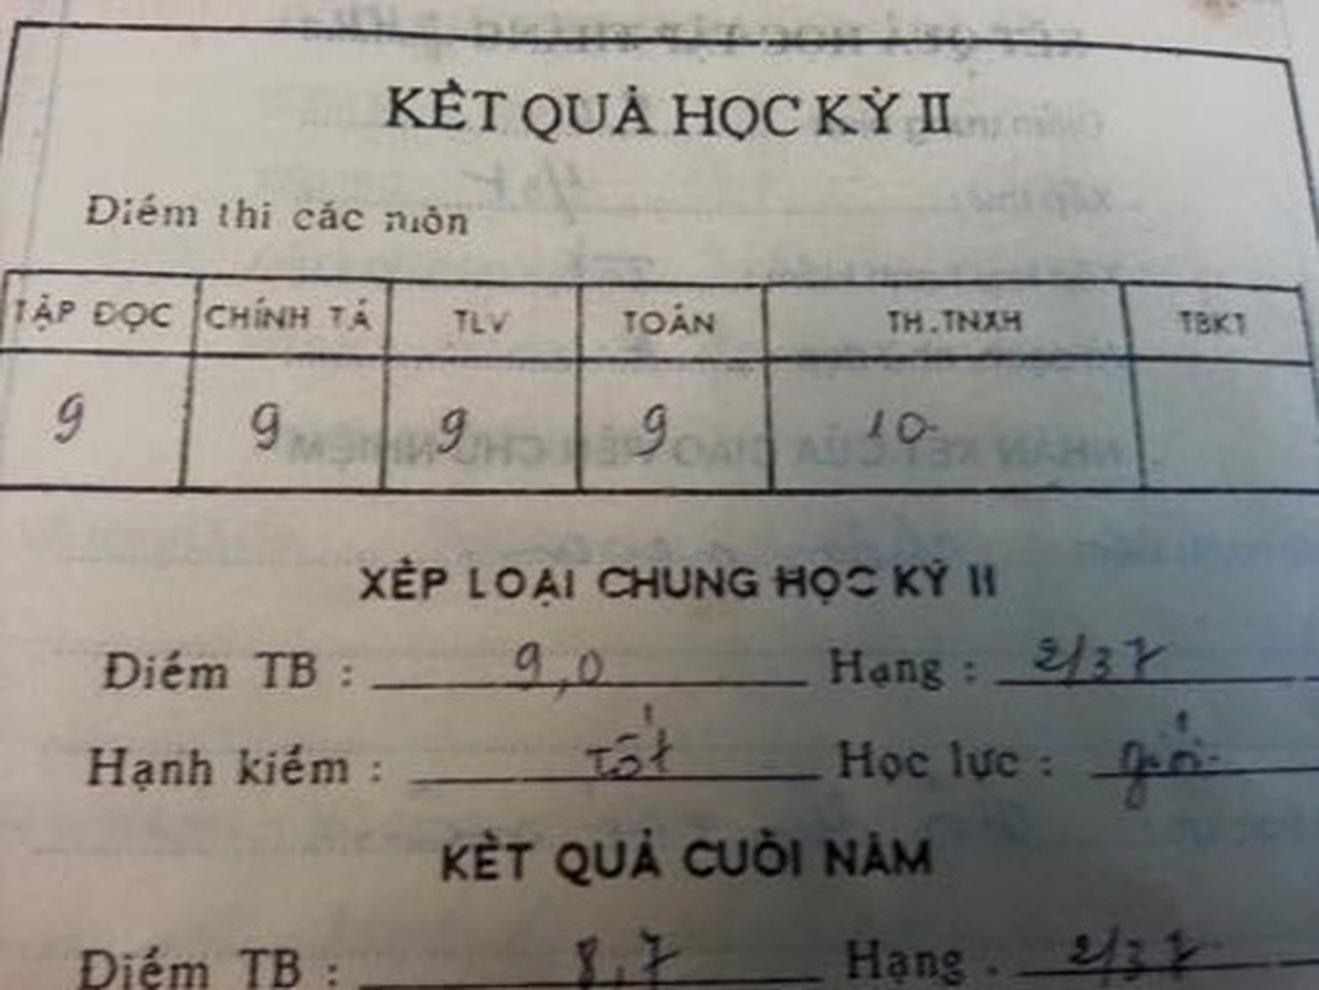 KẾT QUẢ HỌC KỲ II
Điểm thi các môn
TẬP ĐỌC CHÍNH TẢ TLV TOÁN TH.TNXH TBKT
9 9 9 9 10
XẾP LOẠI CHUNG HỌC KỲ II
Điểm TB : 9,0 Hạng : 2/37
Hạnh kiểm : tốt Học lực : giỏi
KẾT QUẢ CUỐI NĂM
Điểm TB : 8,7 Hạng . 2/37